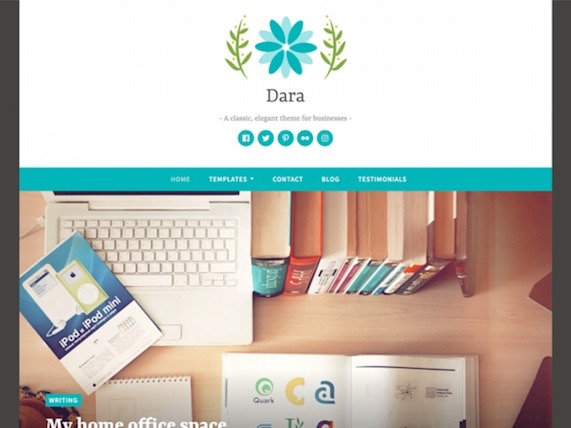 Dara
- A classic, elegant theme for businesses -
HOME
TEMPLATES
CONTACT
BLOG
TESTIMONIALS
iPod и iPod mini
Quark
WRITING
My home office space